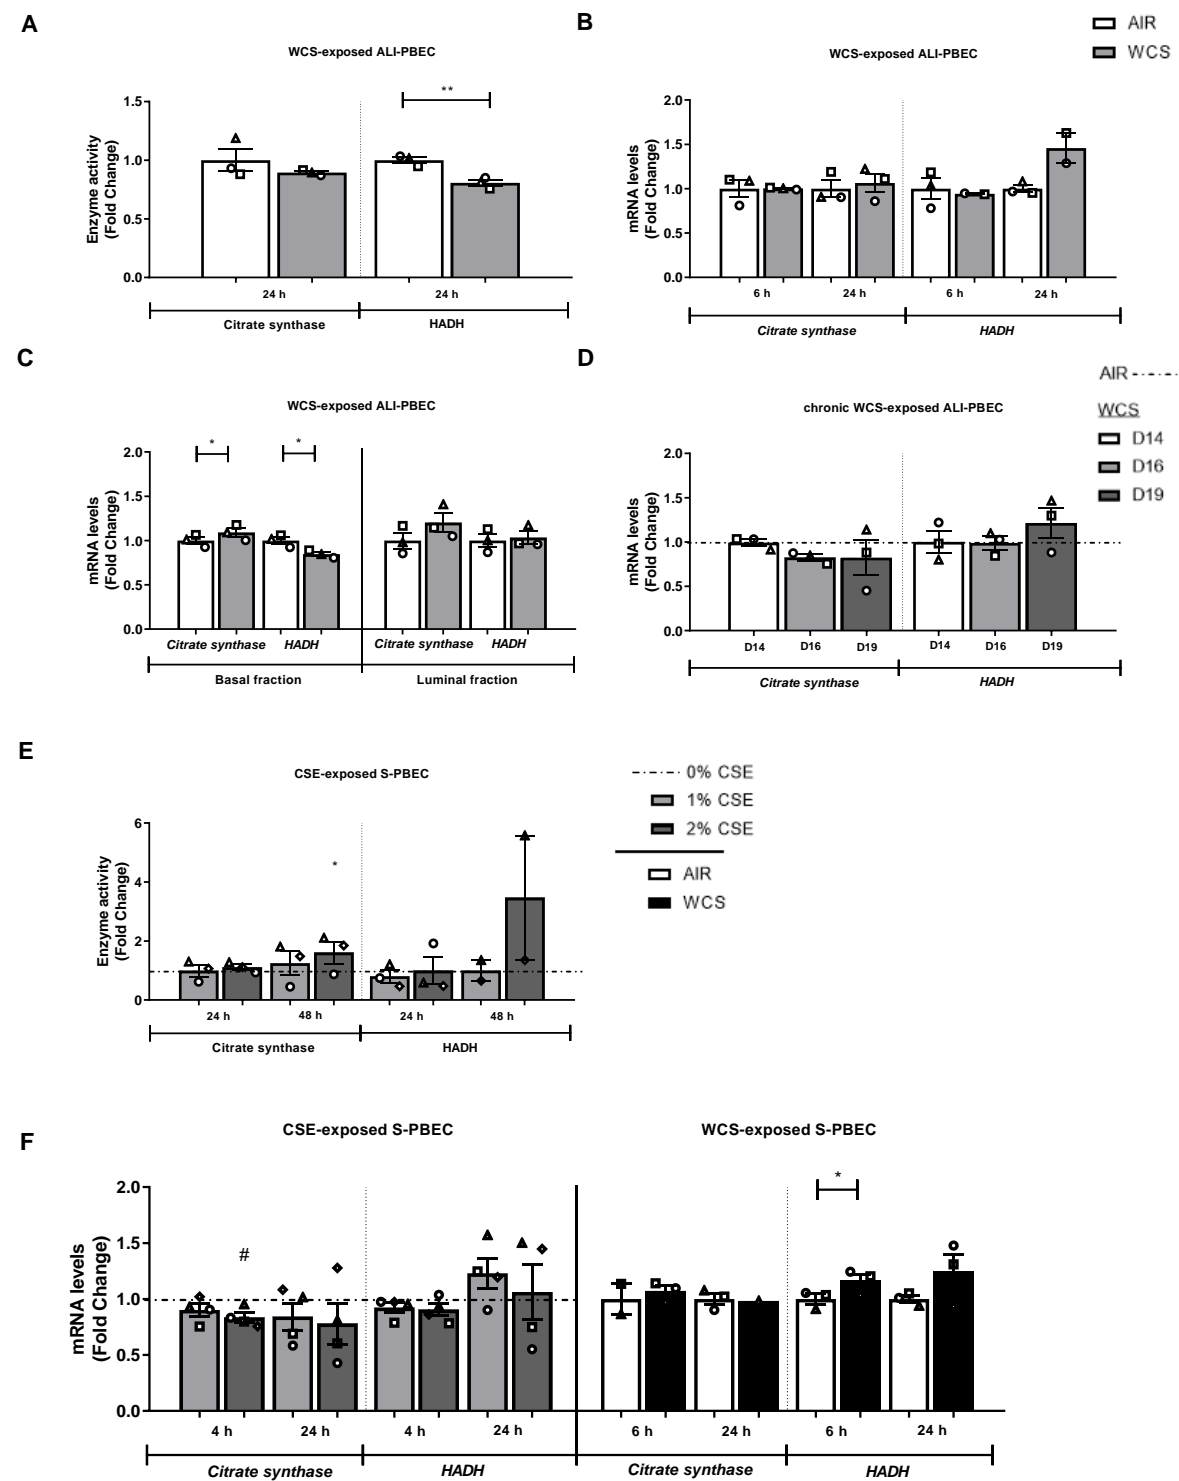 A
WCS-exposed ALI-PBEC
Enzyme activity
(Fold Change)
1.5
1.0
0.5
0.0
**
24 h
24 h
Citrate synthase
HADH
B
WCS-exposed ALI-PBEC
AIR
WCS
mRNA levels
(Fold Change)
2.0
1.5
1.0
0.5
0.0
6 h
24 h
6 h
24 h
Citrate synthase
HADH
C
WCS-exposed ALI-PBEC
mRNA levels
(Fold Change)
2.0
1.5
1.0
0.5
0.0
*
*
Citrate synthase
HADH
Citrate synthase
HADH
Basal fraction
Luminal fraction
D
chronic WCS-exposed ALI-PBEC
AIR
WCS
D14
D16
D19
mRNA levels
(Fold Change)
2.0
1.5
1.0
0.5
0.0
D14
D16
D19
D14
D16
D19
Citrate synthase
HADH
E
CSE-exposed S-PBEC
0% CSE
1% CSE
2% CSE
AIR
WCS
Enzyme activity
(Fold Change)
6
4
2
0
*
24 h
48 h
24 h
48 h
Citrate synthase
HADH
F
CSE-exposed S-PBEC
WCS-exposed S-PBEC
mRNA levels
(Fold Change)
2.0
1.5
1.0
0.5
0.0
#
*
4 h
24 h
4 h
24 h
6 h
24 h
6 h
24 h
Citrate synthase
HADH
Citrate synthase
HADH